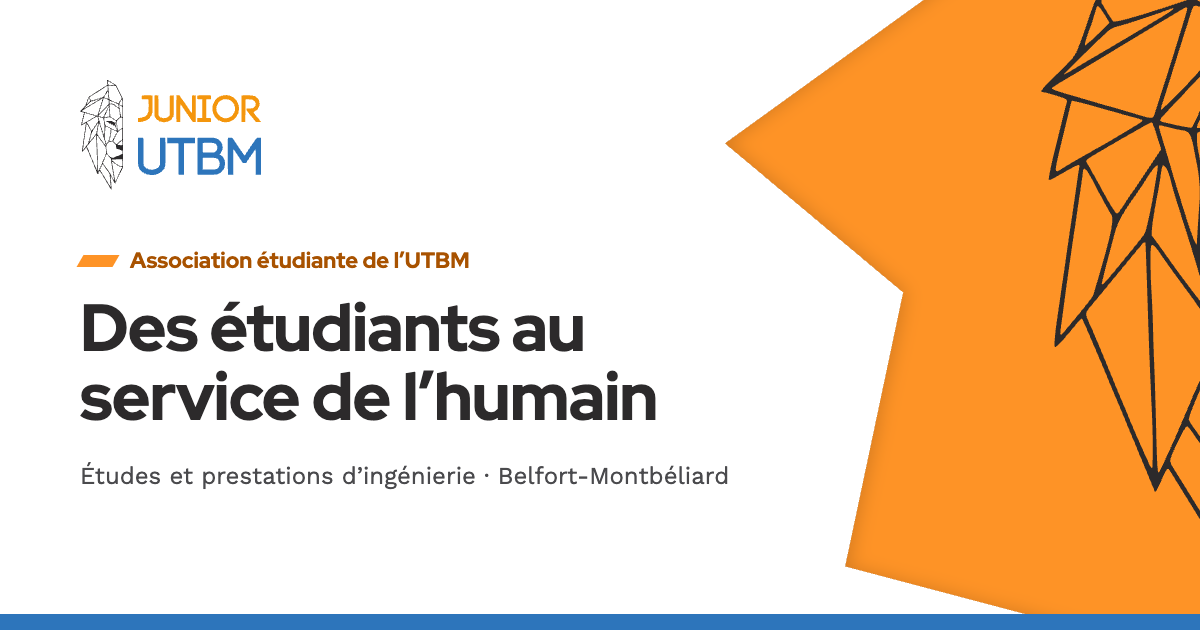 JUNIOR
UTBM
Association étudiante de l’UTBM
Des étudiants au
service de l’humain
Études et prestations d’ingénierie · Belfort-Montbéliard